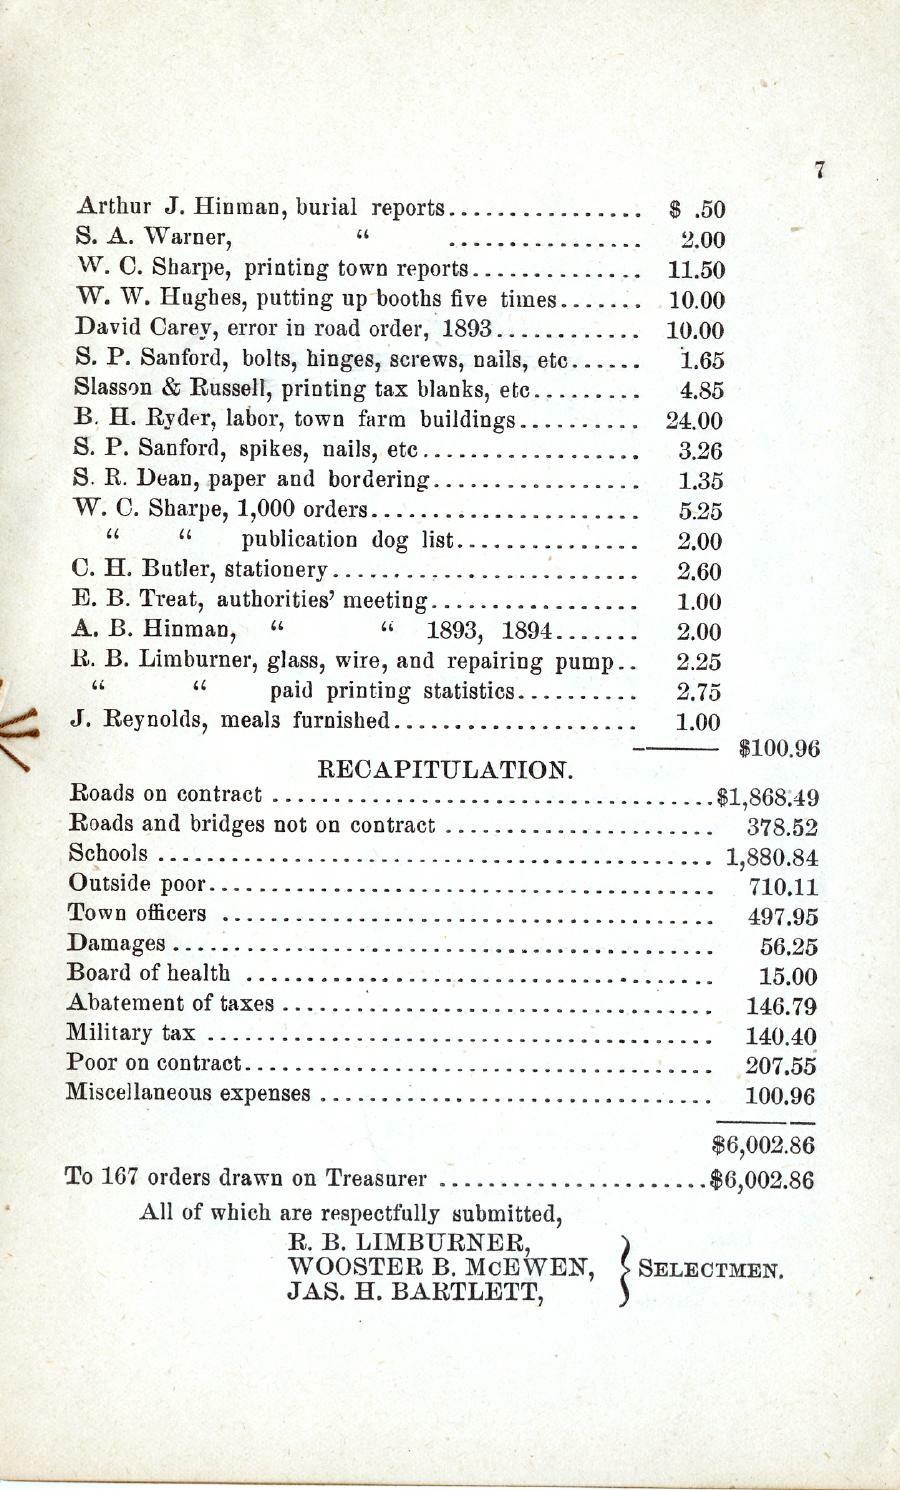 7
Arthur J. Hinman, burial reports................ $ .50
S. A. Warner, “ ................ 2.00
W. C. Sharpe, printing town reports.............. 11.50
W. W. Hughes, putting up booths five times....... 10.00
David Carey, error in road order, 1893............ 10.00
S. P. Sanford, bolts, hinges, screws, nails, etc...... 1.65
Slasson & Russell, printing tax blanks, etc......... 4.85
B. H. Ryder, labor, town farm buildings.......... 24.00
S. P. Sanford, spikes, nails, etc.................. 3.26
S. R. Dean, paper and bordering................. 1.35
W. C. Sharpe, 1,000 orders...................... 5.25
“ “ publication dog list............... 2.00
C. H. Butler, stationery......................... 2.60
E. B. Treat, authorities’ meeting................. 1.00
A. B. Hinman, “ “ 1893, 1894....... 2.00
R. B. Limburner, glass, wire, and repairing pump.. 2.25
“ “ paid printing statistics.......... 2.75
J. Reynolds, meals furnished.................... 1.00
$100.96
RECAPITULATION.
Roads on contract .....................................$1,868.49
Roads and bridges not on contract ...................... 378.52
Schools .............................................. 1,880.84
Outside poor.......................................... 710.11
Town officers ......................................... 497.95
Damages ............................................. 56.25
Board of health ....................................... 15.00
Abatement of taxes .................................... 146.79
Military tax .......................................... 140.40
Poor on contract....................................... 207.55
Miscellaneous expenses ................................. 100.96
$6,002.86
To 167 orders drawn on Treasurer ......................$6,002.86
All of which are respectfully submitted,
R. B. LIMBURNER,
WOOSTER B. McEWEN, } SELECTMEN.
JAS. H. BARTLETT,